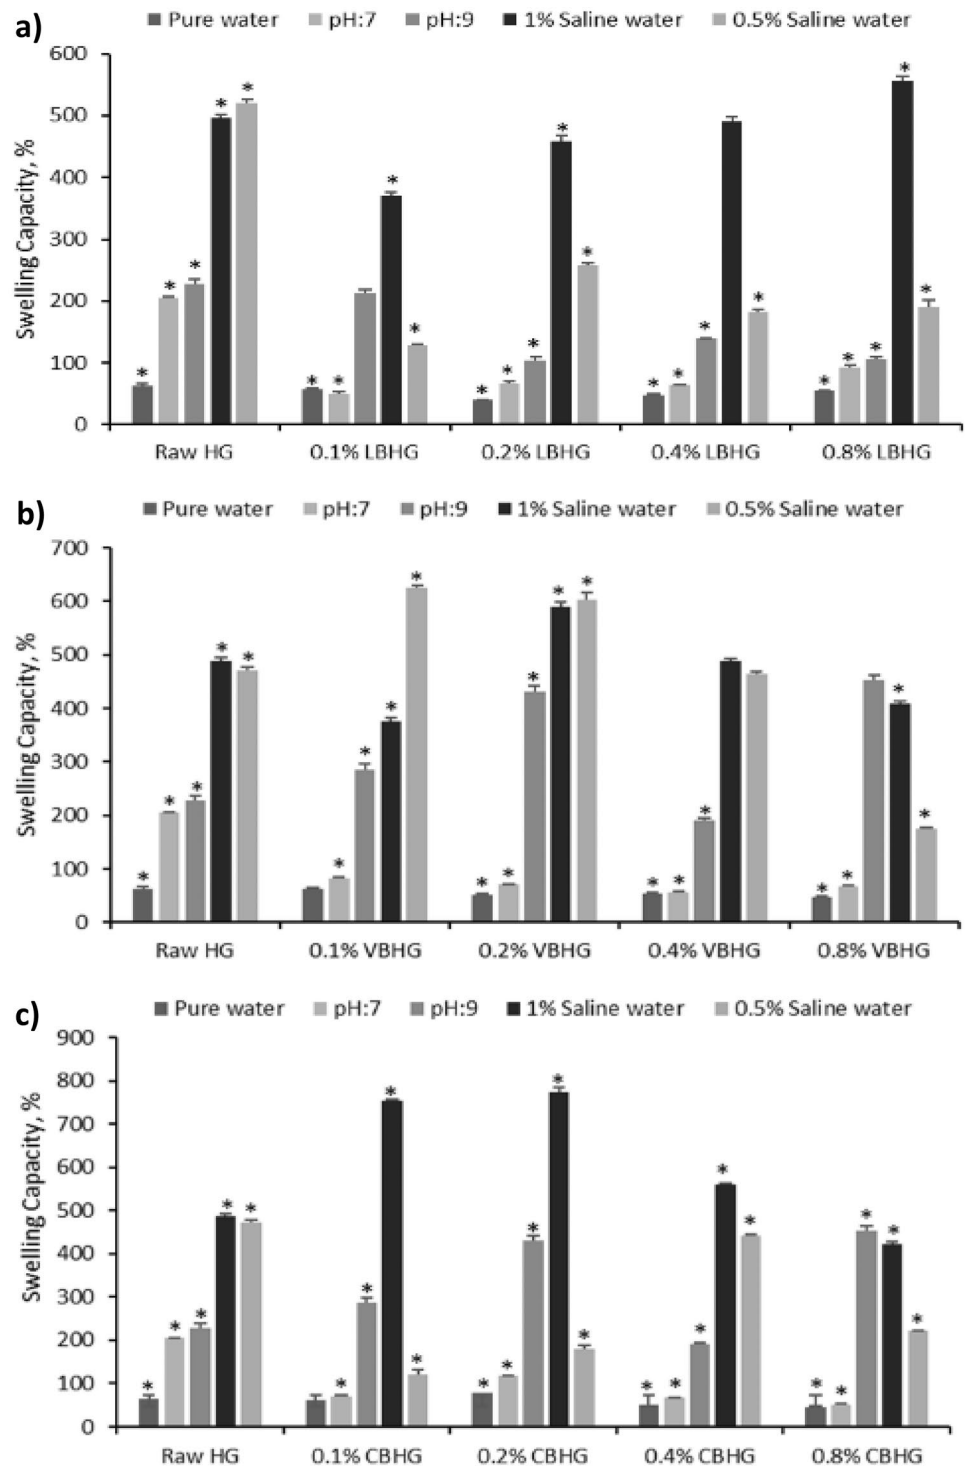 a)
Pure water pH:7 pH:9 1% Saline water 0.5% Saline water
Swelling Capacity, %
600
500
400
300
200
100
0
Raw HG 0.1% LBHG 0.2% LBHG 0.4% LBHG 0.8% LBHG
b)
Pure water pH:7 pH:9 1% Saline water 0.5% Saline water
Swelling Capacity, %
700
600
500
400
300
200
100
0
Raw HG 0.1% VBHG 0.2% VBHG 0.4% VBHG 0.8% VBHG
c)
Pure water pH:7 pH:9 1% Saline water 0.5% Saline water
Swelling Capacity, %
900
800
700
600
500
400
300
200
100
0
Raw HG 0.1% CBHG 0.2% CBHG 0.4% CBHG 0.8% CBHG